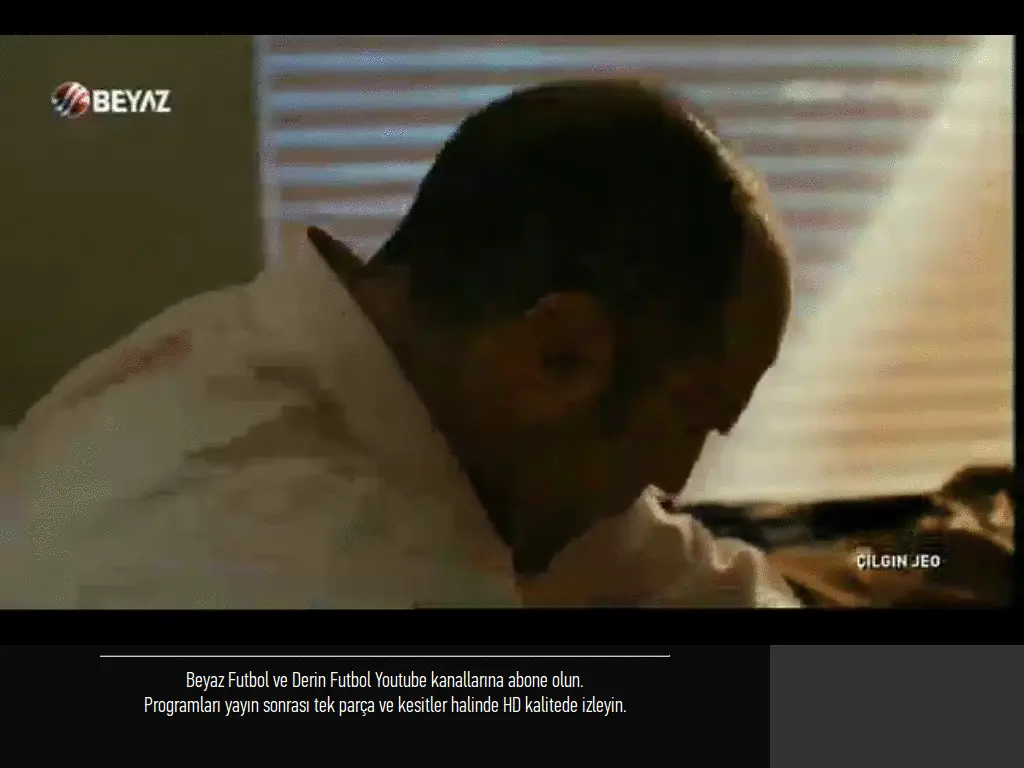 BEYAZ
ÇILGIN JEO
Beyaz Futbol ve Derin Futbol Youtube kanallarına abone olun.
Programları yayın sonrası tek parça ve kesitler halinde HD kalitede izleyin.